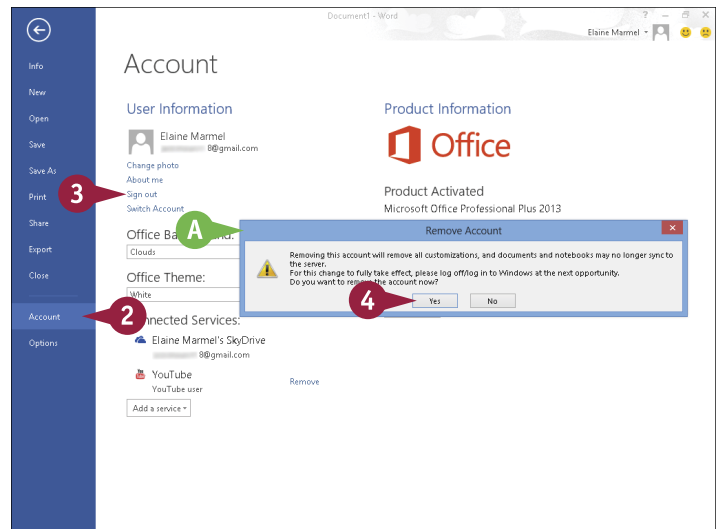 Document1 - Word
?
Elaine Marmel
Info
New
Open
Save
Save As
Print
Share
Export
Close
Account
Options
Account
User Information
Elaine Marmel
8@gmail.com
Change photo
About me
Sign out
Switch Account
Office Ba nd:
Clouds
Office Theme:
White
nnected Services:
Elaine Marmel's SkyDrive
8@gmail.com
YouTube
YouTube user
Remove
Add a service
Product Information
Office
Product Activated
Microsoft Office Professional Plus 2013
Remove Account
Removing this account will remove all customizations, and documents and notebooks may no longer sync to
the server.
For this change to fully take effect, please log off/log in to Windows at the next opportunity.
Do you want to remove the account now?
Yes
No
3
A
2
4